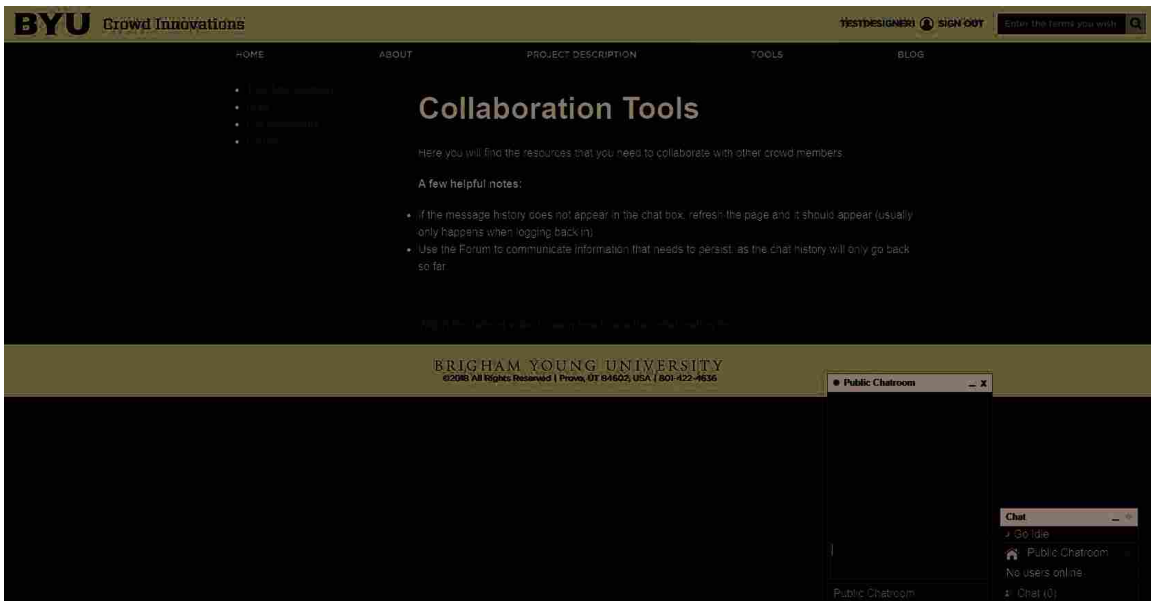 BYU Crowd Innovations
TESTDESIGNER1 SIGN OUT Enter the terms you wish
HOME ABOUT PROJECT DESCRIPTION TOOLS BLOG
Collaboration Tools
Here you will find the resources that you need to collaborate with other crowd members
A few helpful notes:
If the message history does not appear in the chat box, refresh the page and it should appear (usually
only happens when logging back in)
Use the Forum to communicate information that needs to persist, as the chat history will only go back
so far
BRIGHAM YOUNG UNIVERSITY
©2018 All Rights Reserved | Provo, UT 84602, USA | 801-422-4636
Public Chatroom
Public Chatroom
Chat
Go Idle
Public Chatroom
No users online
Chat (0)